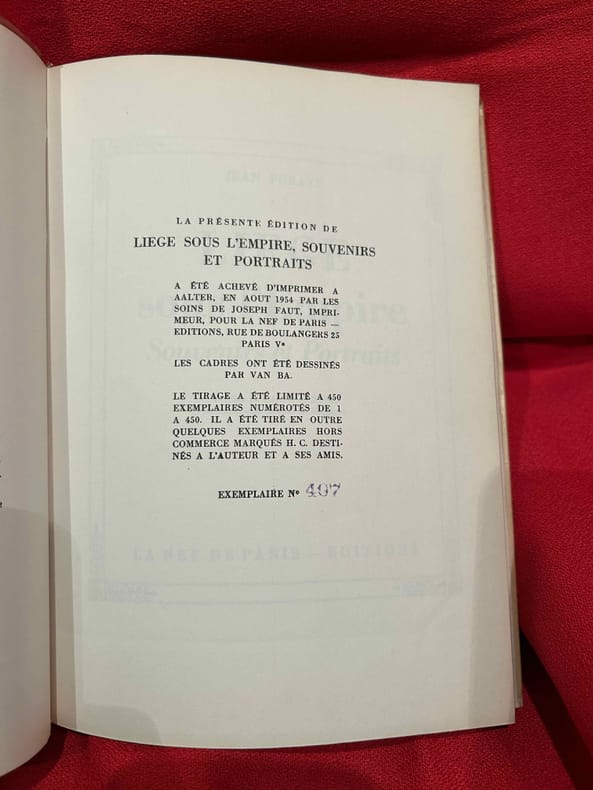 LA PRÉSENTE ÉDITION DE
LIEGE SOUS L'EMPIRE, SOUVENIRS
ET PORTRAITS
A ÉTÉ ACHEVÉ D'IMPRIMER A
AALTER, EN AOUT 1954 PAR LES
SOINS DE JOSEPH FAUT, IMPRI-
MEUR, POUR LA NEF DE PARIS —
EDITIONS, RUE DE BOULANGERS 25
PARIS Ve
LES CADRES ONT ÉTÉ DESSINÉS
PAR VAN BA.
LE TIRAGE A ÉTÉ LIMITÉ A 450
EXEMPLAIRES NUMÉROTÉS DE 1
A 450. IL A ÉTÉ TIRÉ EN OUTRE
QUELQUES EXEMPLAIRES HORS
COMMERCE MARQUÉS H. C. DESTI-
NÉS A L'AUTEUR ET A SES AMIS.
EXEMPLAIRE No 407